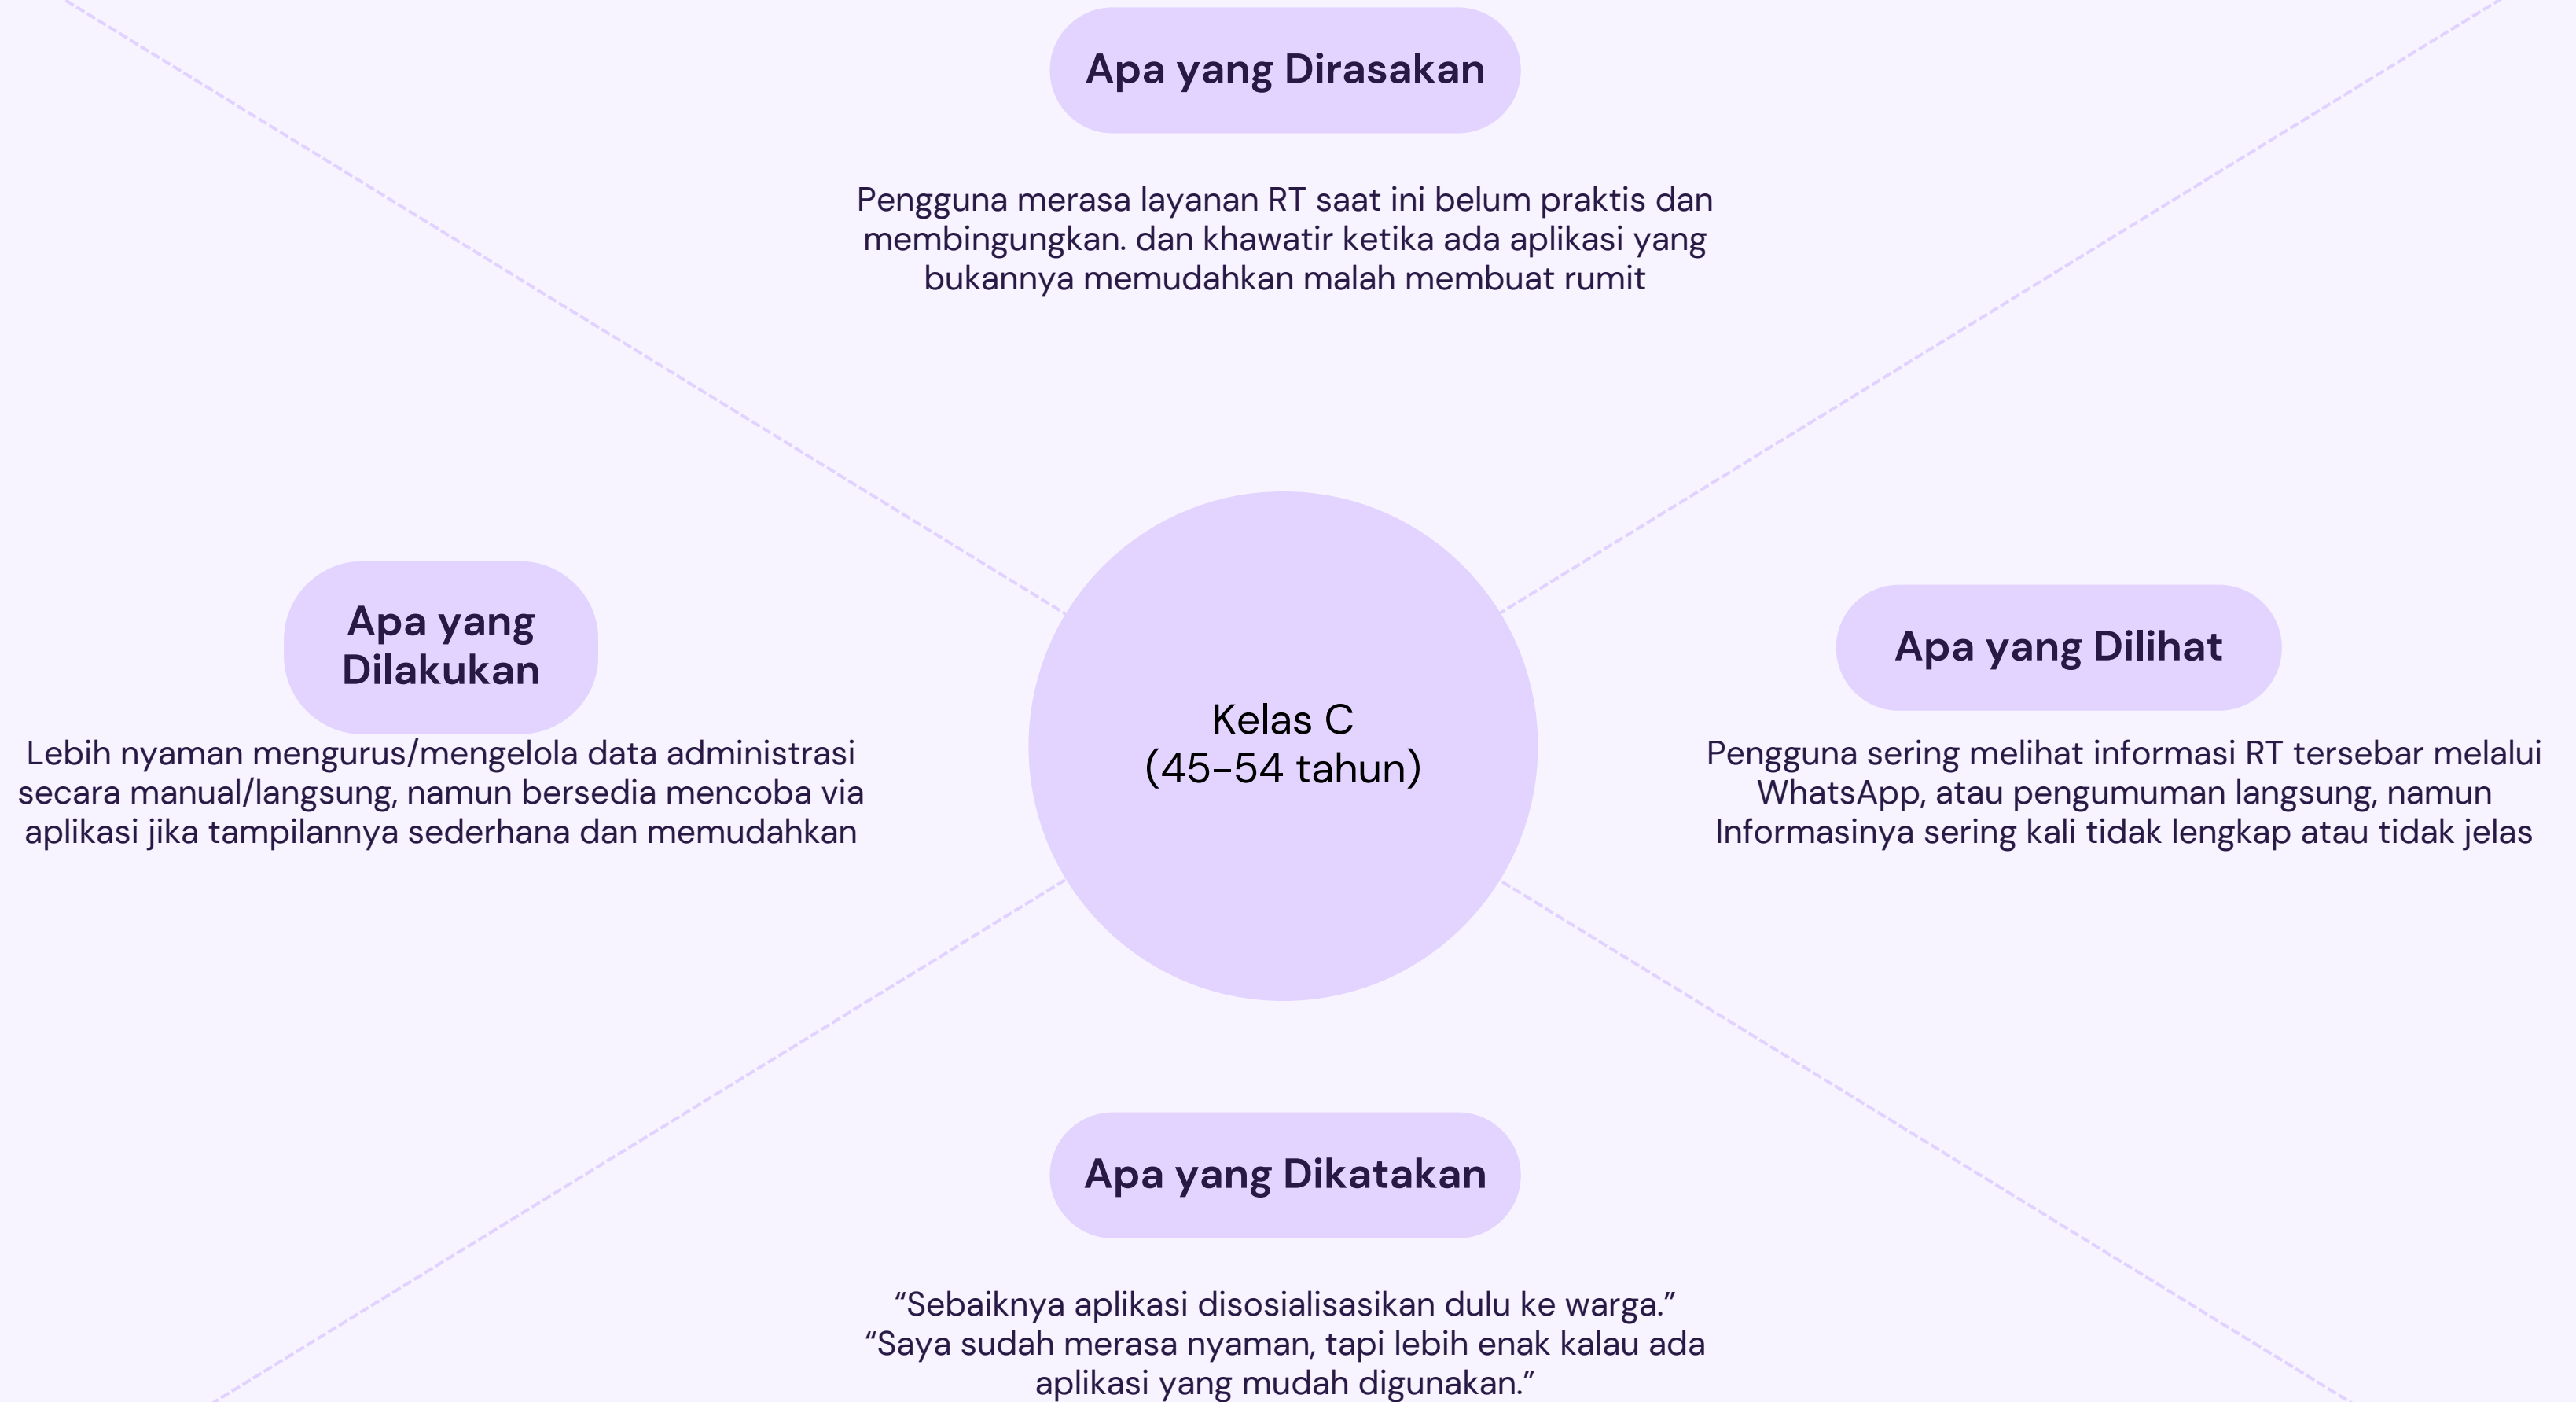 Apa yang Dirasakan
Pengguna merasa layanan RT saat ini belum praktis dan
membingungkan. dan khawatir ketika ada aplikasi yang
bukannya memudahkan malah membuat rumit
Apa yang
Dilakukan
Lebih nyaman mengurus/mengelola data administrasi
secara manual/langsung, namun bersedia mencoba via
aplikasi jika tampilannya sederhana dan memudahkan
Kelas C
(45-54 tahun)
Apa yang Dilihat
Pengguna sering melihat informasi RT tersebar melalui
WhatsApp, atau pengumuman langsung, namun
Informasinya sering kali tidak lengkap atau tidak jelas
Apa yang Dikatakan
“Sebaiknya aplikasi disosialisasikan dulu ke warga.”
“Saya sudah merasa nyaman, tapi lebih enak kalau ada
aplikasi yang mudah digunakan.”